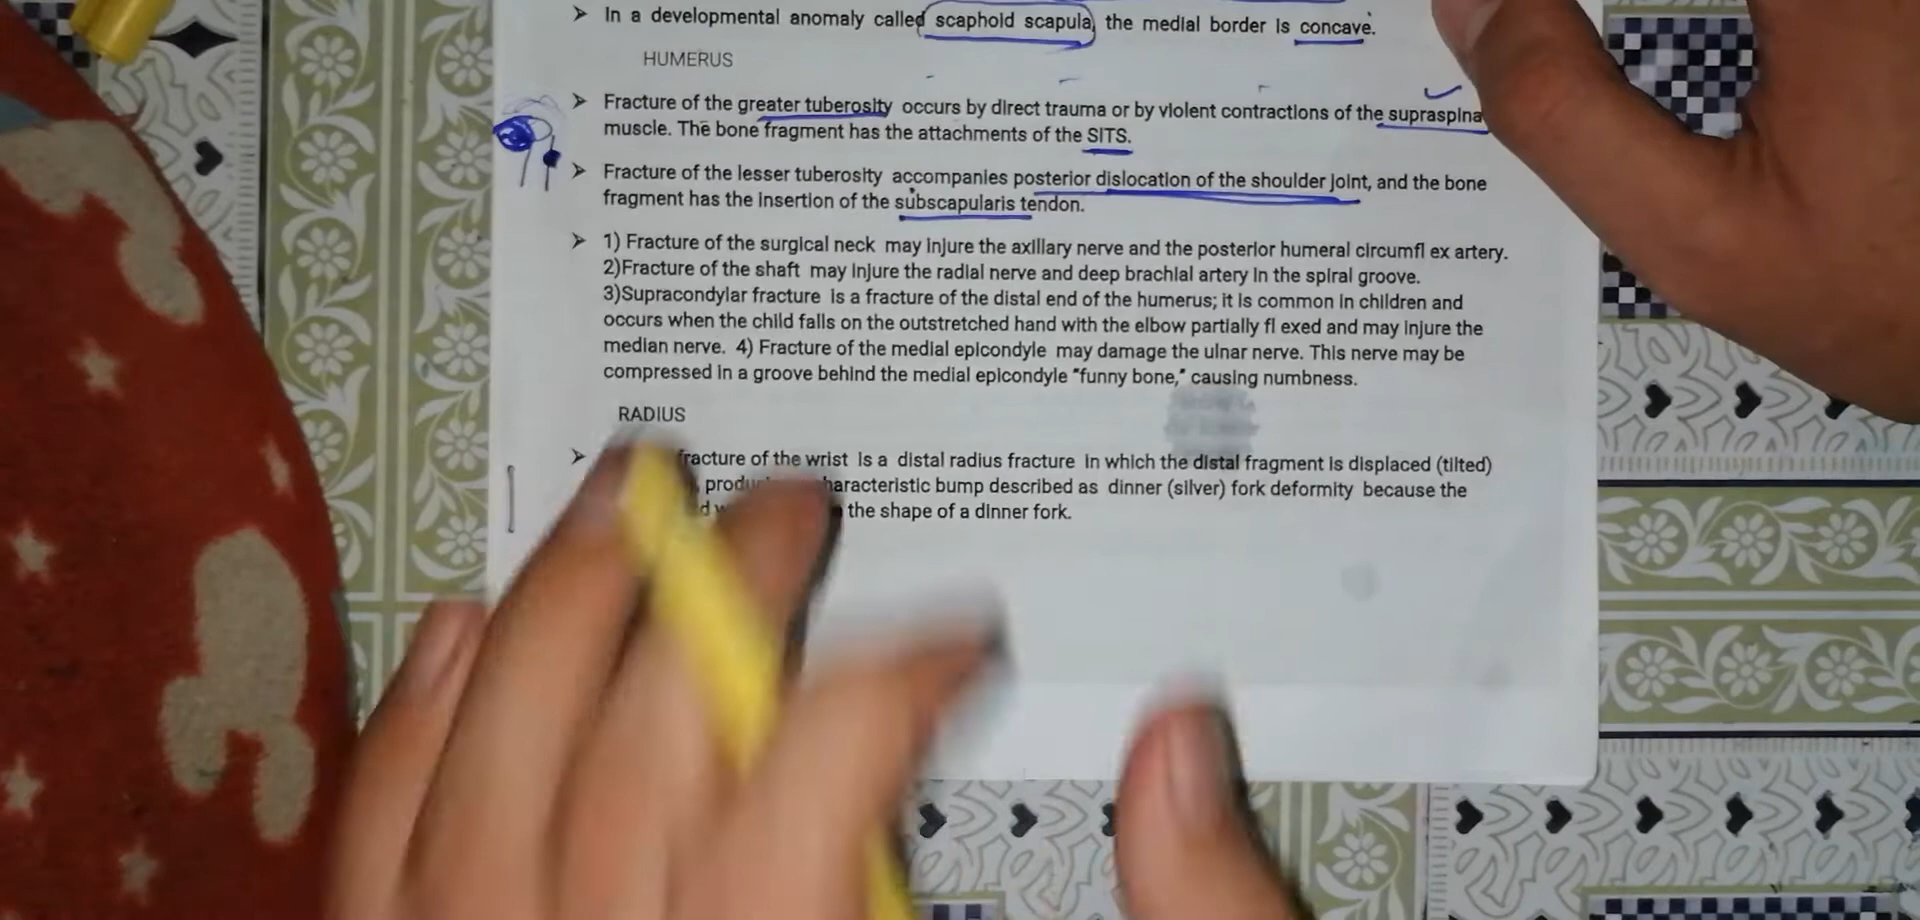 ➤ In a developmental anomaly called scaphoid scapula, the medial border is concave.
HUMERUS
➤ Fracture of the greater tuberosity occurs by direct trauma or by violent contractions of the supraspina
muscle. The bone fragment has the attachments of the SITS.
➤ Fracture of the lesser tuberosity accompanies posterior dislocation of the shoulder joint, and the bone
fragment has the insertion of the subscapularis tendon.
➤ 1) Fracture of the surgical neck may injure the axillary nerve and the posterior humeral circumfl ex artery.
2)Fracture of the shaft may injure the radial nerve and deep brachial artery in the spiral groove.
3)Supracondylar fracture is a fracture of the distal end of the humerus; it is common in children and
occurs when the child falls on the outstretched hand with the elbow partially fl exed and may injure the
median nerve. 4) Fracture of the medial epicondyle may damage the ulnar nerve. This nerve may be
compressed in a groove behind the medial epicondyle "funny bone," causing numbness.
RADIUS
➤ fracture of the wrist is a distal radius fracture in which the distal fragment is displaced (tilted)
characteristic bump described as dinner (silver) fork deformity because the
the shape of a dinner fork.